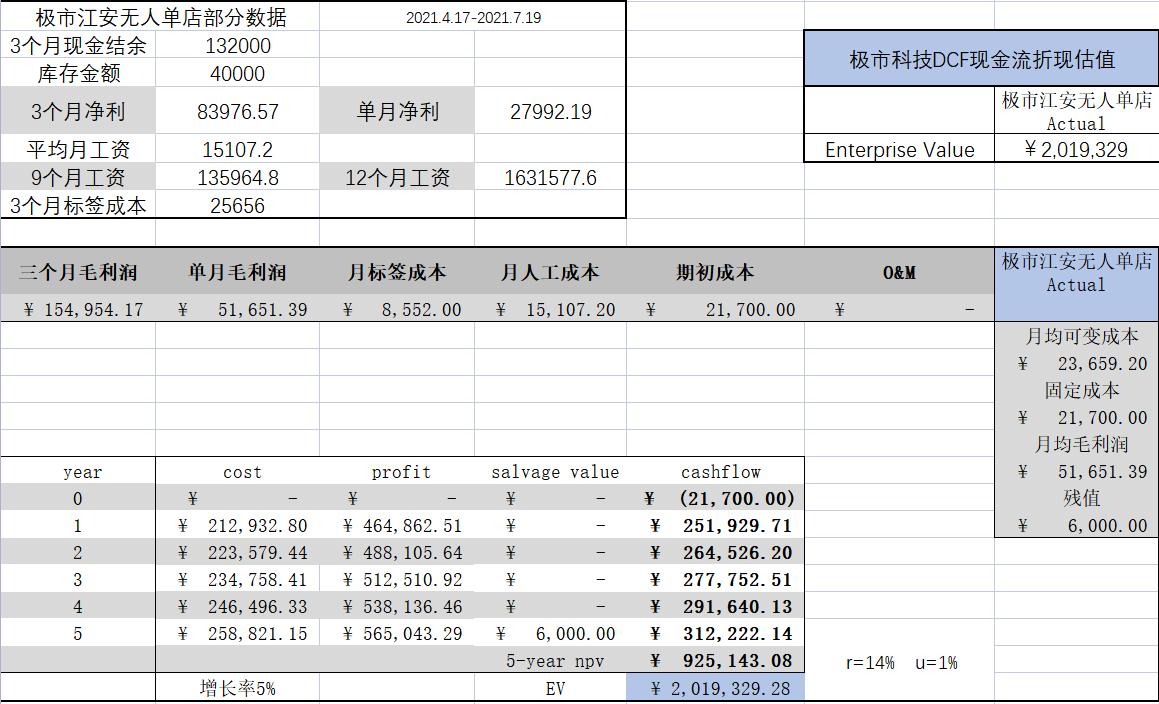 极市江安无人单店部分数据 2021.4.17-2021.7.19
3个月现金结余 132000
库存金额 40000
3个月净利 83976.57 单月净利 27992.19
平均月工资 15107.2
9个月工资 135964.8 12个月工资 1631577.6
3个月标签成本 25656
极市科技DCF现金流折现估值
极市江安无人单店
Actual
Enterprise Value ¥2,019,329
三个月毛利润 单月毛利润 月标签成本 月人工成本 期初成本 O&M
¥ 154,954.17 ¥ 51,651.39 ¥ 8,552.00 ¥ 15,107.20 ¥ 21,700.00 ¥ -
极市江安无人单店
Actual
月均可变成本
¥ 23,659.20
固定成本
¥ 21,700.00
月均毛利润
¥ 51,651.39
残值
¥ 6,000.00
year cost profit salvage value cashflow
0 ¥ - ¥ - ¥ - ¥ (21,700.00)
1 ¥ 212,932.80 ¥ 464,862.51 ¥ - ¥ 251,929.71
2 ¥ 223,579.44 ¥ 488,105.64 ¥ - ¥ 264,526.20
3 ¥ 234,758.41 ¥ 512,510.92 ¥ - ¥ 277,752.51
4 ¥ 246,496.33 ¥ 538,136.46 ¥ - ¥ 291,640.13
5 ¥ 258,821.15 ¥ 565,043.29 ¥ 6,000.00 ¥ 312,222.14
5-year npv ¥ 925,143.08 r=14% u=1%
增长率5% EV ¥ 2,019,329.28